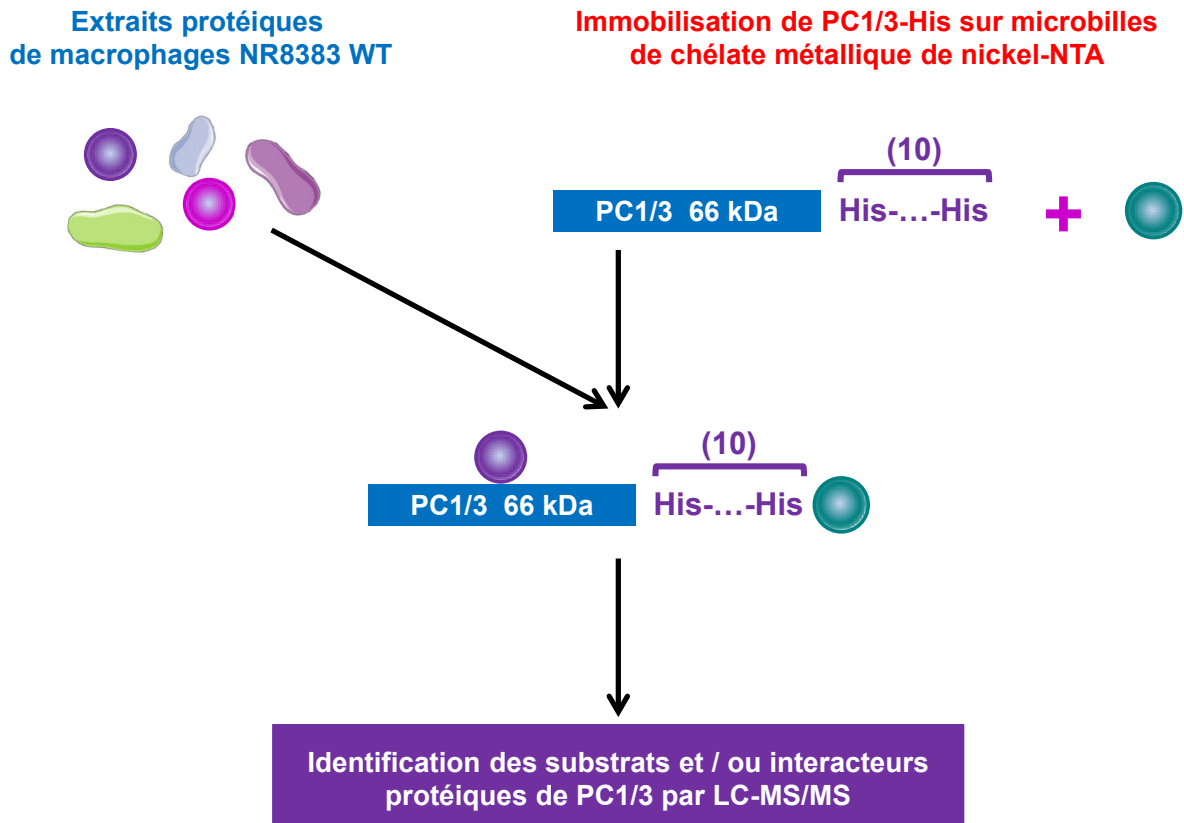 Extraits protéiques
de macrophages NR8383 WT
Immobilisation de PC1/3-His sur microbilles
de chélate métallique de nickel-NTA
(10)
PC1/3 66 kDa His-...-His +
(10)
PC1/3 66 kDa His-...-His
Identification des substrats et / ou interacteurs
protéiques de PC1/3 par LC-MS/MS